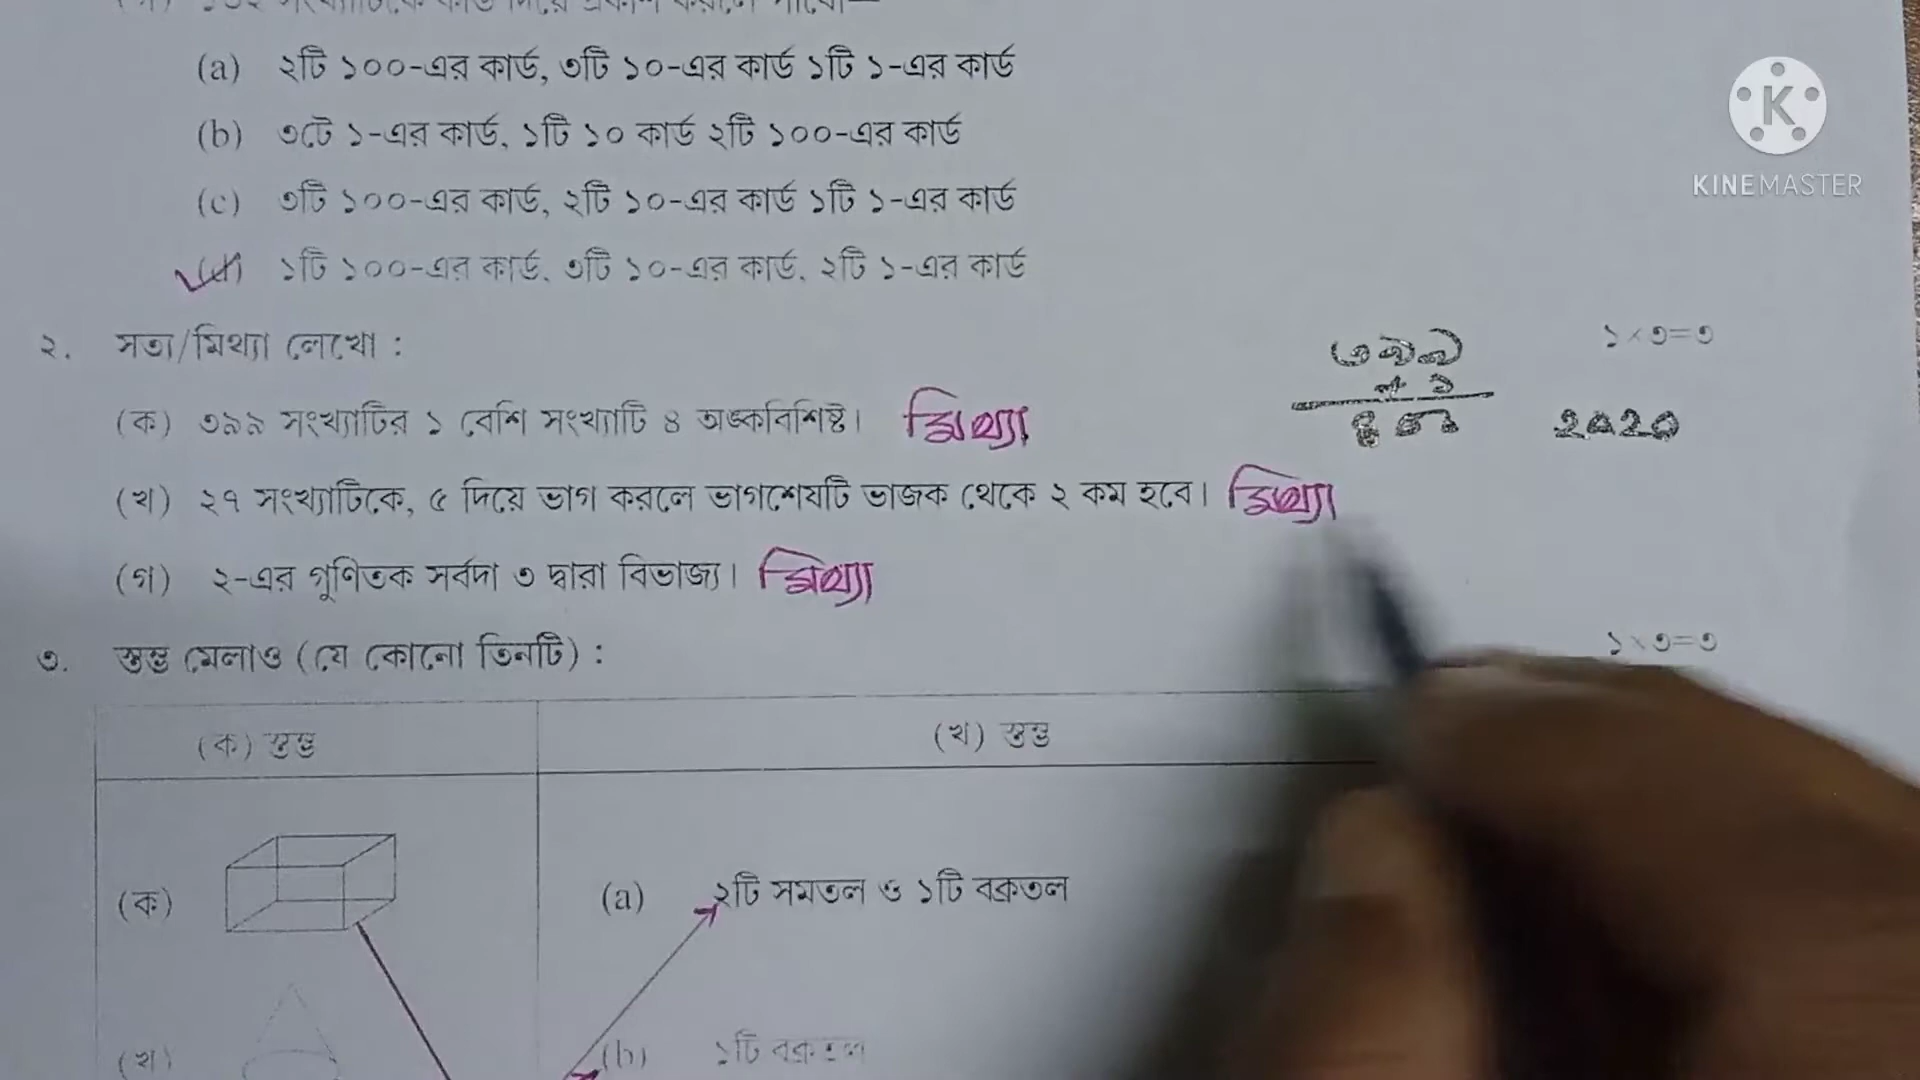 (a) ২টি ১০০-এর কার্ড, ৩টি ১০-এর কার্ড ১টি ১-এর কার্ড
(b) ৩টে ১-এর কার্ড, ১টি ১০ কার্ড ২টি ১০০-এর কার্ড
(c) ৩টি ১০০-এর কার্ড, ২টি ১০-এর কার্ড ১টি ১-এর কার্ড
(d) ১টি ১০০-এর কার্ড, ৩টি ১০-এর কার্ড, ২টি ১-এর কার্ড
KINEMASTER
২. সত্য/মিথ্যা লেখো : ১×৩=৩
৩৯৯
+ ১
(ক) ৩৯৯ সংখ্যাটির ১ বেশি সংখ্যাটি ৪ অঙ্কবিশিষ্ট। মিথ্যা
(খ) ২৭ সংখ্যাটিকে, ৫ দিয়ে ভাগ করলে ভাগশেষটি ভাজক থেকে ২ কম হবে। মিথ্যা
(গ) ২-এর গুণিতক সর্বদা ৩ দ্বারা বিভাজ্য। মিথ্যা
৩. স্তম্ভ মেলাও (যে কোনো তিনটি) : ১×৩=৩
(ক) স্তম্ভ (খ) স্তম্ভ
(ক) (a) ২টি সমতল ও ১টি বক্রতল
(খ) (b) ১টি বক্রতল